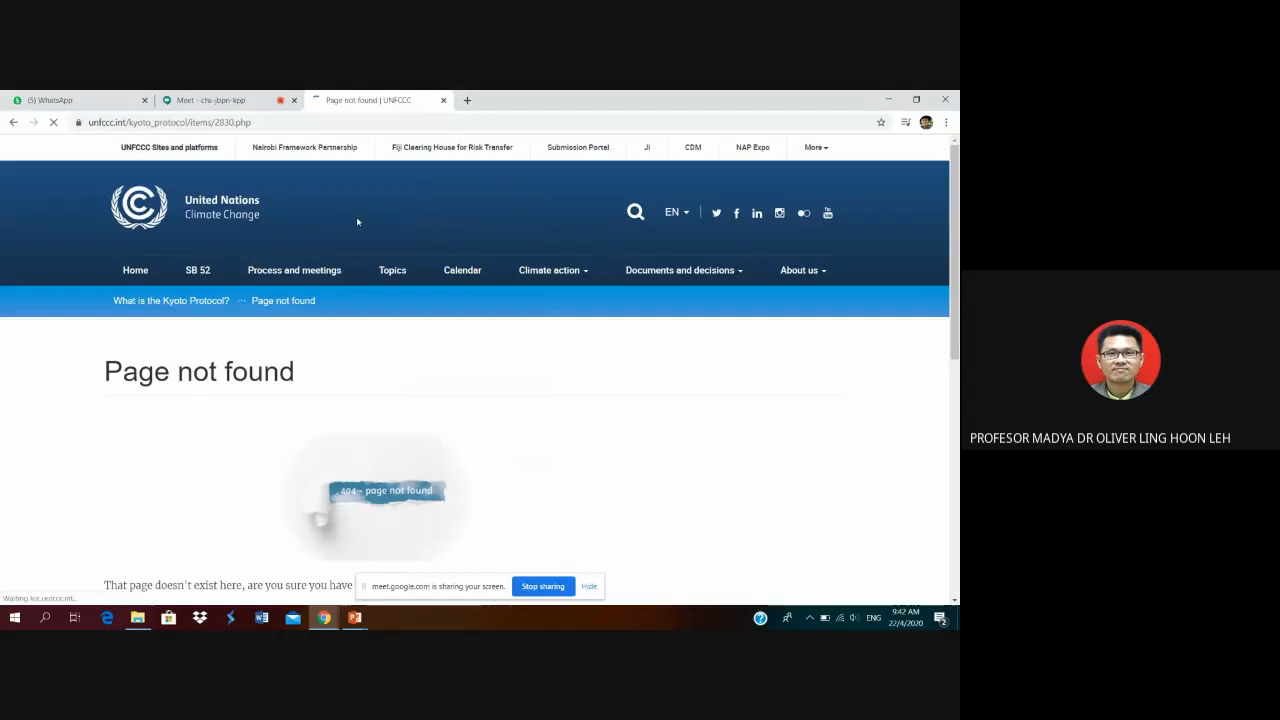 (5) WhatsApp
Meet - chs-jbpn-kpp
Page not found | UNFCCC
unfccc.int/kyoto_protocol/items/2830.php
UNFCCC Sites and platforms Nairobi Framework Partnership Fiji Clearing House for Risk Transfer Submission Portal JI CDM NAP Expo More
United Nations
Climate Change
EN
Home SB 52 Process and meetings Topics Calendar Climate action Documents and decisions About us
What is the Kyoto Protocol? ... Page not found
Page not found
404 - page not found
That page doesn't exist here, are you sure you have
meet.google.com is sharing your screen. Stop sharing Hide
Waiting for unfccc.int...
ENG
9:42 AM
22/4/2020
2
PROFESOR MADYA DR OLIVER LING HOON LEH